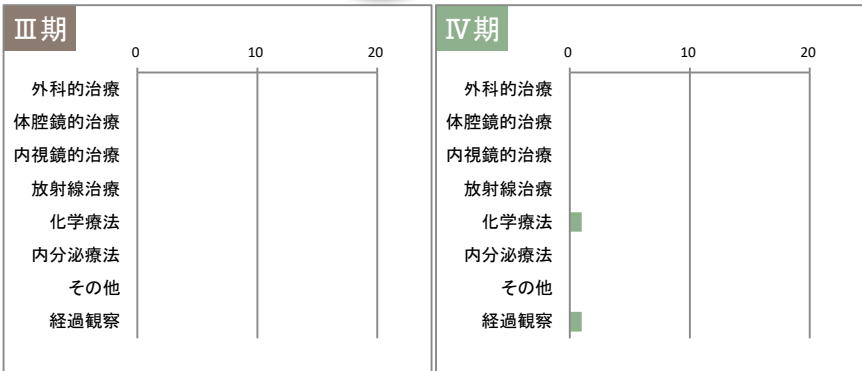 Ⅲ期
0 10 20
外科的治療
体腔鏡的治療
内視鏡的治療
放射線治療
化学療法
内分泌療法
その他
経過観察
Ⅳ期
0 10 20
外科的治療
体腔鏡的治療
内視鏡的治療
放射線治療
化学療法
内分泌療法
その他
経過観察